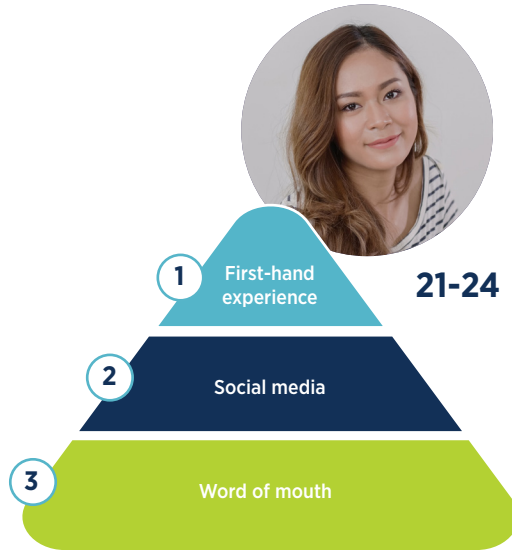 21-24
1
First-hand
experience
2
Social media
3
Word of mouth